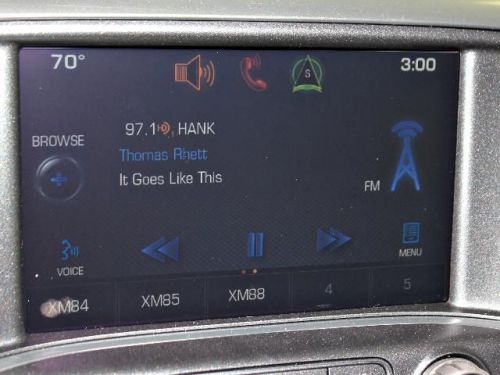 70° 3:00
S
97.1 HANK
BROWSE
Thomas Rhett
It Goes Like This
FM
VOICE MENU
XM84 XM85 XM88 4 5